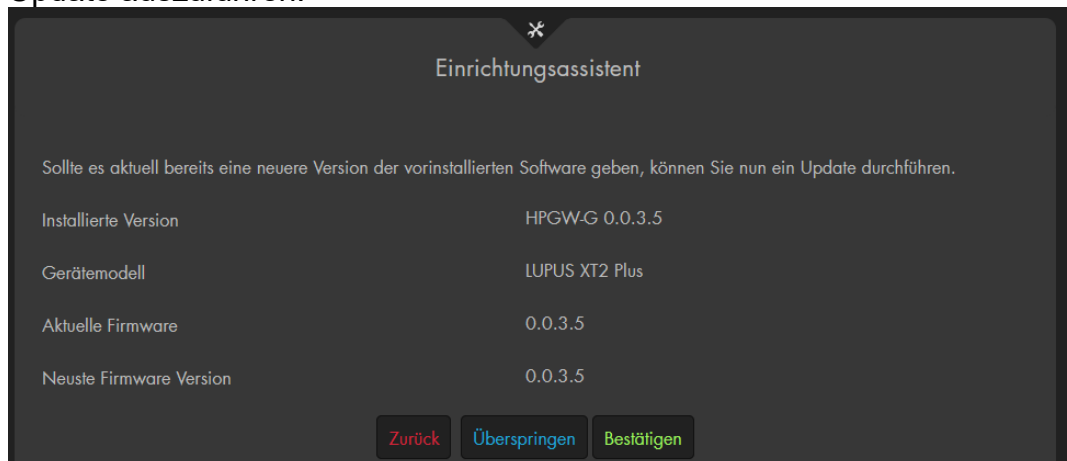 Update auszuführen.
Einrichtungsassistent
Sollte es aktuell bereits eine neuere Version der vorinstallierten Software geben, können Sie nun ein Update durchführen.
Installierte Version HPGW-G 0.0.3.5
Gerätemodell LUPUS XT2 Plus
Aktuelle Firmware 0.0.3.5
Neuste Firmware Version 0.0.3.5
Zurück Überspringen Bestätigen